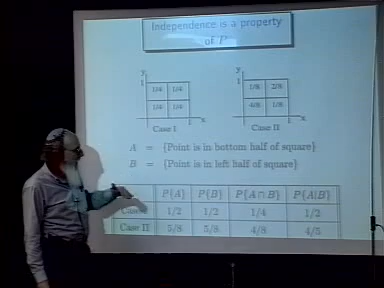 Independence is a property
of P
y
y
1
1/4 1/4
1/4 1/4
1
1/8 2/8
4/8 1/8
x
x
Case I
Case II
A = {Point is in bottom half of square}
B = {Point is in left half of square}
P(A) P(B) P(A ∩ B) P(A|B)
1/2 1/2 1/4 1/2
Case II 5/8 5/8 4/8 4/5